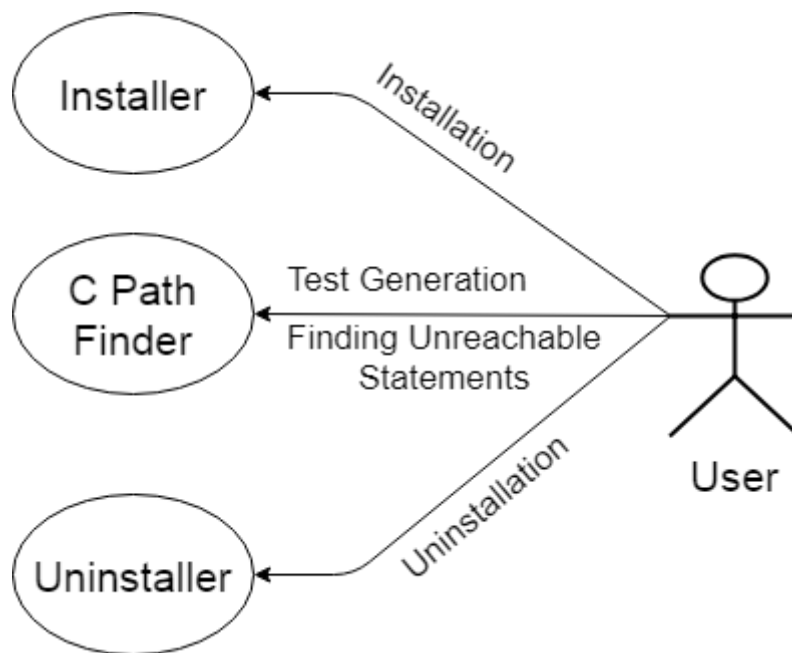 Installer
Installation
C Path
Finder
Test Generation
Finding Unreachable
Statements
User
Uninstallation
Uninstaller